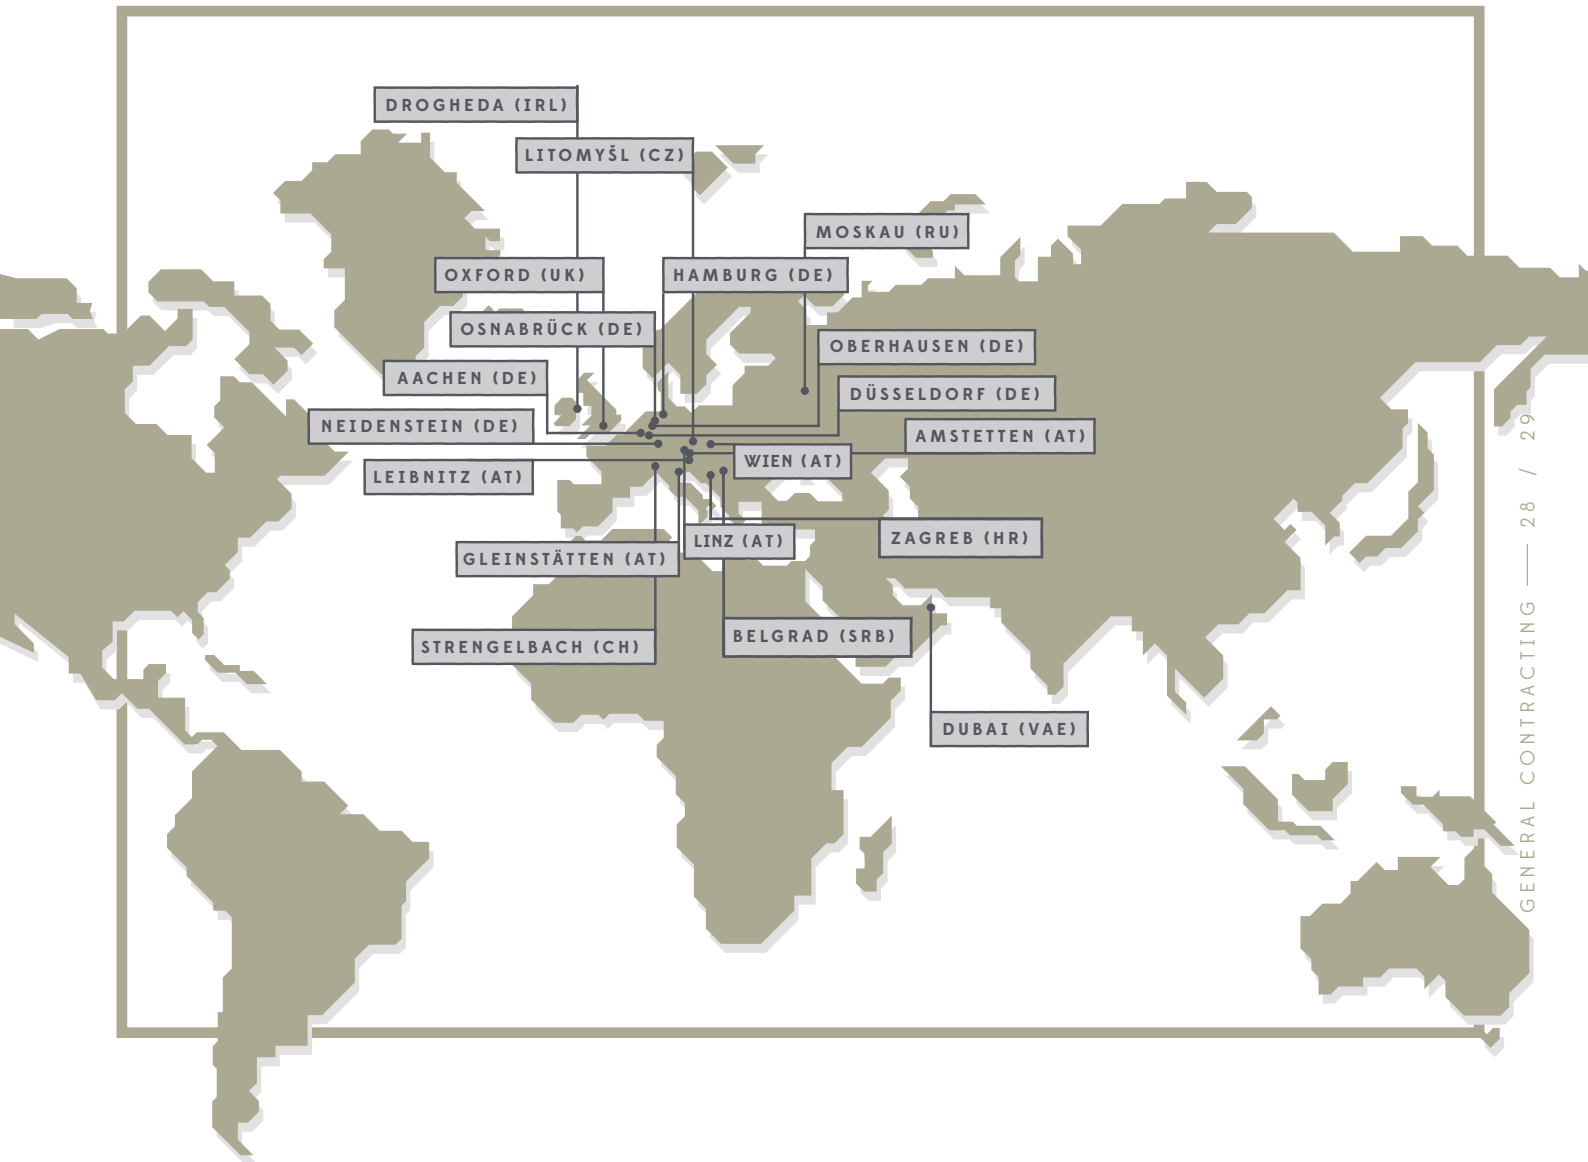 DROGHEDA (IRL)
LITOMYŠL (CZ)
MOSKAU (RU)
OXFORD (UK)
HAMBURG (DE)
OSNABRÜCK (DE)
OBERHAUSEN (DE)
AACHEN (DE)
DÜSSELDORF (DE)
NEIDENSTEIN (DE)
AMSTETTEN (AT)
WIEN (AT)
LEIBNITZ (AT)
ZAGREB (HR)
LINZ (AT)
GLEINSTÄTTEN (AT)
BELGRAD (SRB)
STRENGELBACH (CH)
DUBAI (VAE)
GENERAL CONTRACTING — 28 / 29